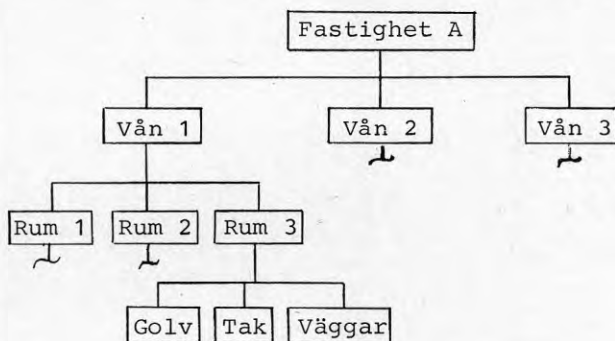 Fastighet A
Vån 1 Vån 2 Vån 3
Rum 1 Rum 2 Rum 3
Golv Tak Väggar